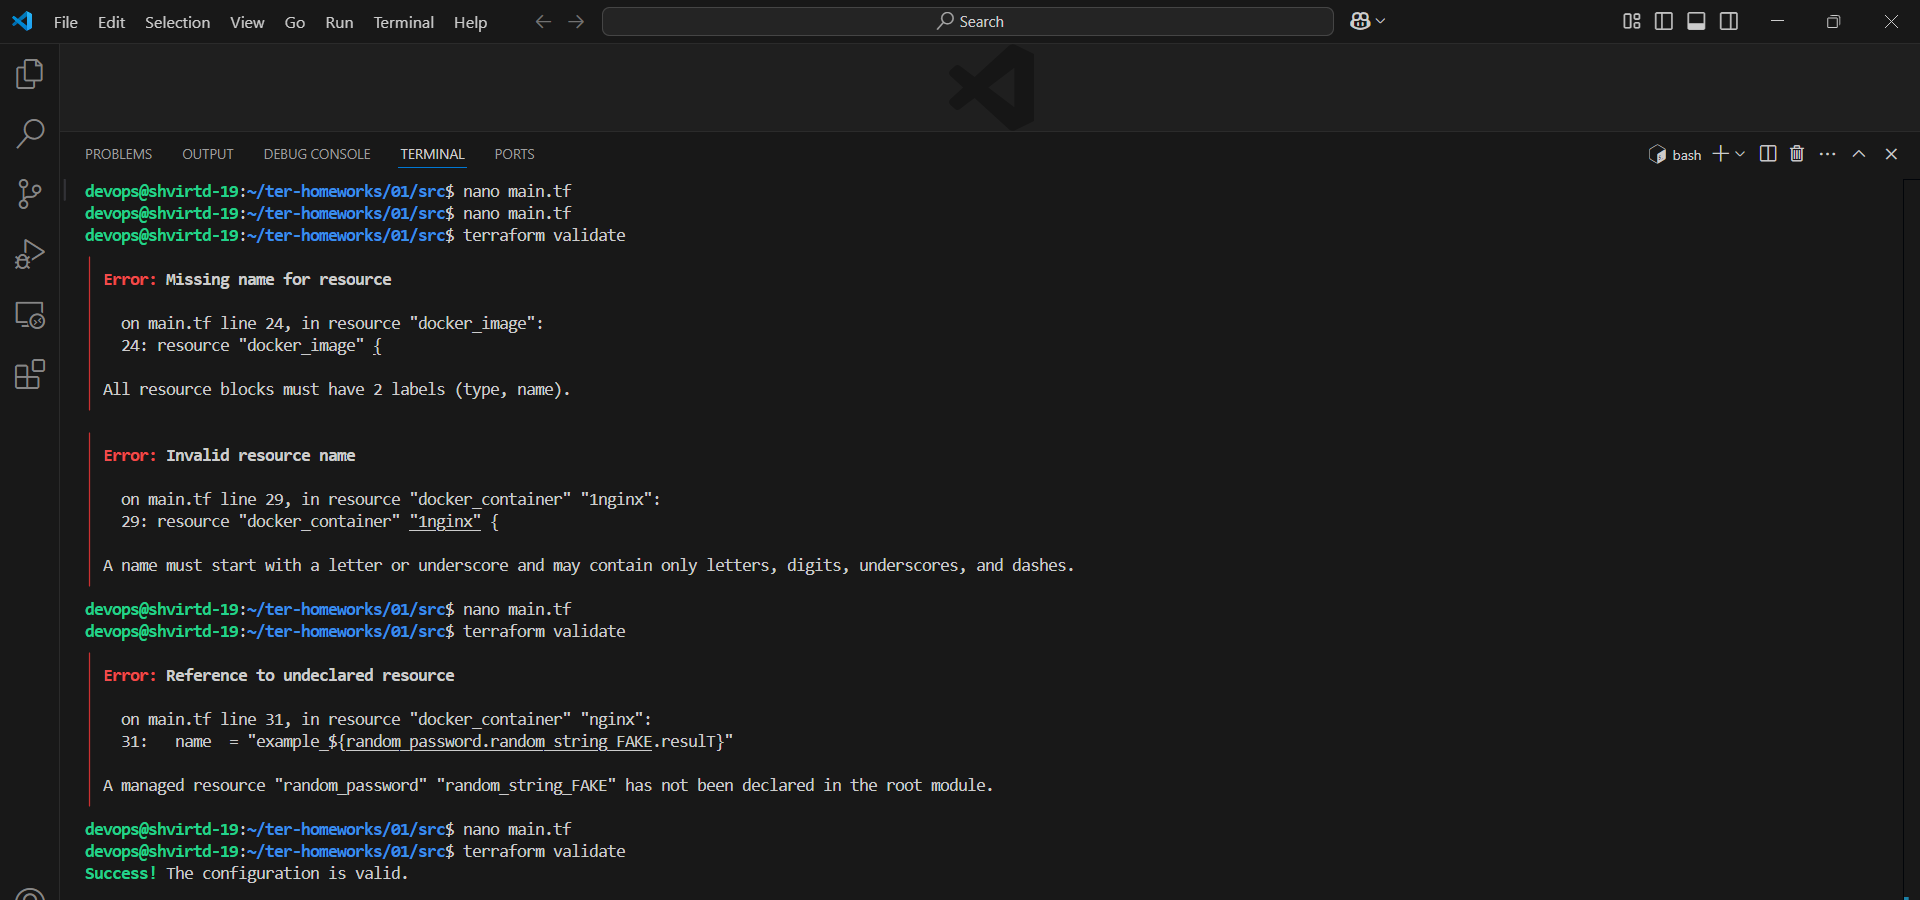 File Edit Selection View Go Run Terminal Help Search
PROBLEMS OUTPUT DEBUG CONSOLE TERMINAL PORTS bash
devops@shvirtd-19:~/ter-homeworks/01/src$ nano main.tf
devops@shvirtd-19:~/ter-homeworks/01/src$ nano main.tf
devops@shvirtd-19:~/ter-homeworks/01/src$ terraform validate
Error: Missing name for resource
on main.tf line 24, in resource "docker_image":
24: resource "docker_image" {
All resource blocks must have 2 labels (type, name).
Error: Invalid resource name
on main.tf line 29, in resource "docker_container" "1nginx":
29: resource "docker_container" "1nginx" {
A name must start with a letter or underscore and may contain only letters, digits, underscores, and dashes.
devops@shvirtd-19:~/ter-homeworks/01/src$ nano main.tf
devops@shvirtd-19:~/ter-homeworks/01/src$ terraform validate
Error: Reference to undeclared resource
on main.tf line 31, in resource "docker_container" "nginx":
31:   name  = "example_${random_password.random_string_FAKE.resulT}"
A managed resource "random_password" "random_string_FAKE" has not been declared in the root module.
devops@shvirtd-19:~/ter-homeworks/01/src$ nano main.tf
devops@shvirtd-19:~/ter-homeworks/01/src$ terraform validate
Success! The configuration is valid.